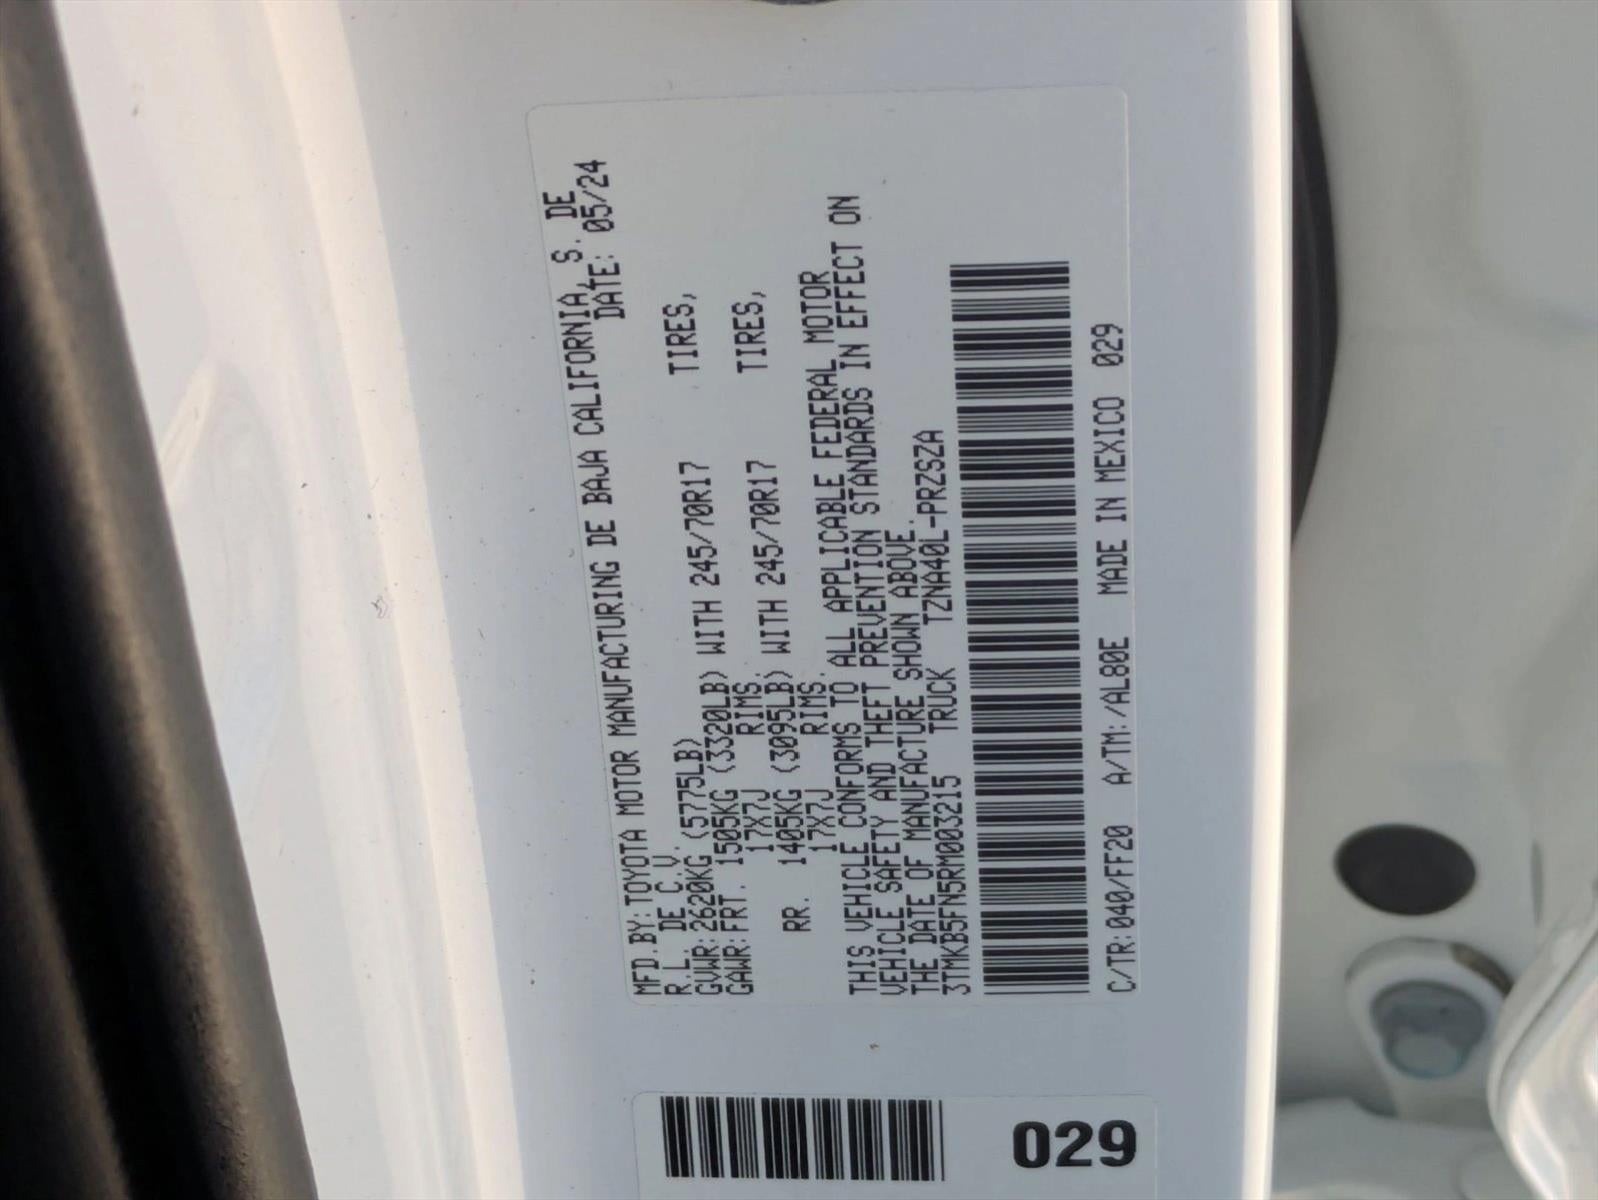 MFD.BY:TOYOTA MOTOR MANUFACTURING DE BAJA CALIFORNIA, S. DE
R.L. DE C.V. DATE: 05/24
GVWR:2620KG (5775LB)
GAWR:FRT. 1505KG (3320LB) WITH 245/70R17 TIRES,
17X7J RIMS.
RR. 1405KG (3095LB) WITH 245/70R17 TIRES,
17X7J RIMS.
THIS VEHICLE CONFORMS TO ALL APPLICABLE FEDERAL MOTOR
VEHICLE SAFETY AND THEFT PREVENTION STANDARDS IN EFFECT ON
THE DATE OF MANUFACTURE SHOWN ABOVE.
3TMKB5FN5RM003215 TRUCK TZNA40L-PRZSZA
C/TR:040/FF20 A/TM:/AL80E MADE IN MEXICO 029
029